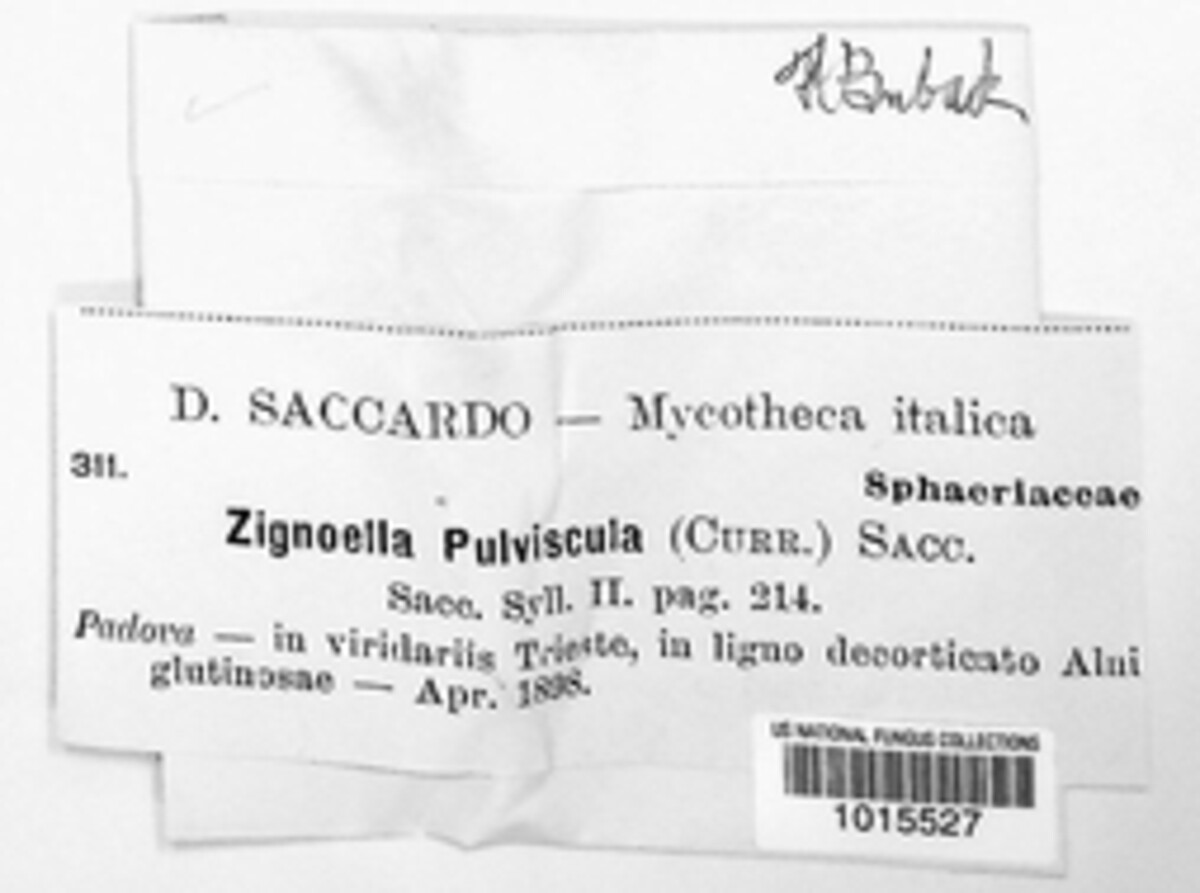 Bubak
D. SACCARDO — Mycotheca italica
311.
Sphaeriaceae
Zignoella Pulviscula (CURR.) SACC.
Sacc. Syll. II. pag. 214.
Padova — in viridariis Trieste, in ligno decorticato Alni
glutinosae — Apr. 1898.
US NATIONAL FUNGUS COLLECTIONS
1015527